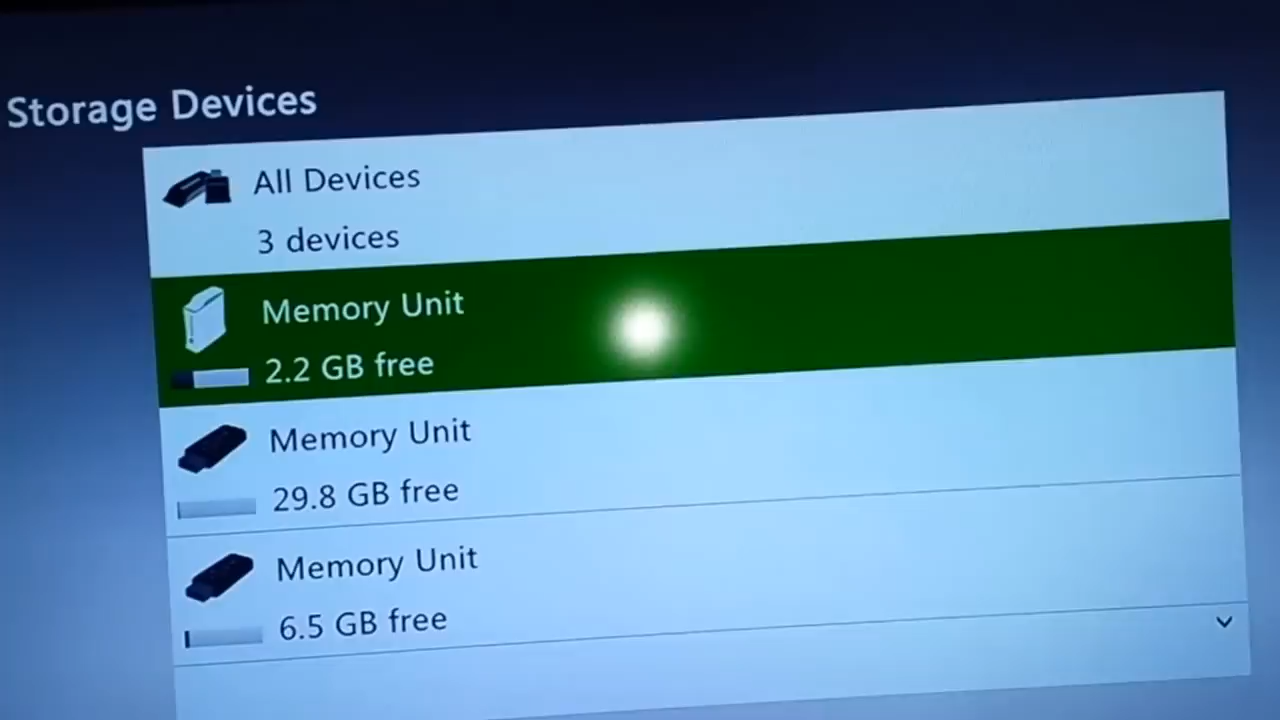 Storage Devices
All Devices
3 devices
Memory Unit
2.2 GB free
Memory Unit
29.8 GB free
Memory Unit
6.5 GB free